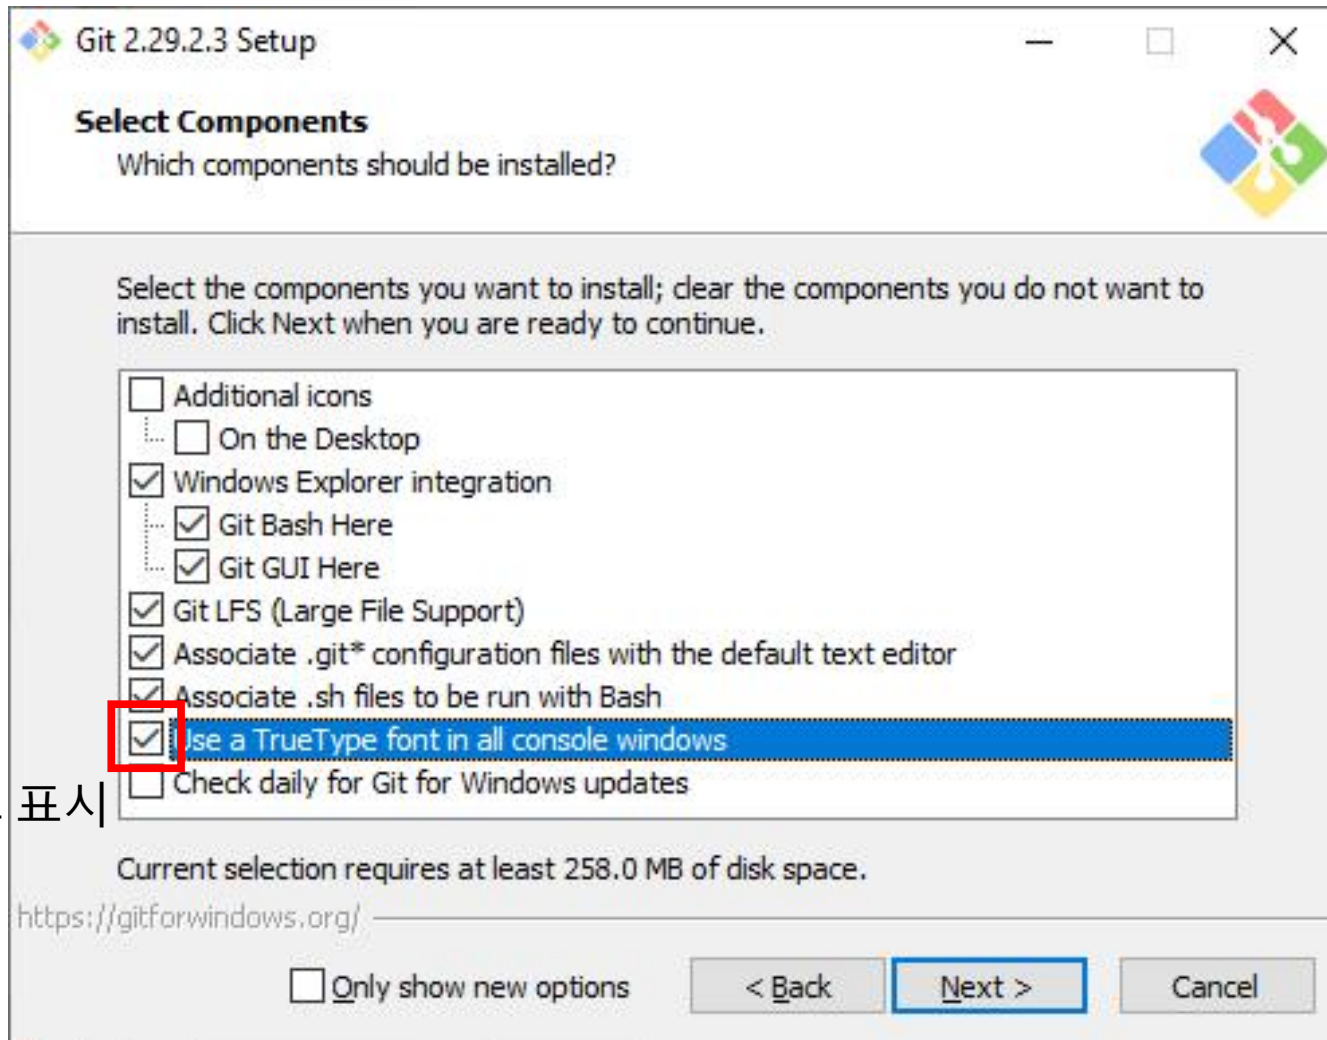 Git 2.29.2.3 Setup
Select Components
Which components should be installed?
Select the components you want to install; clear the components you do not want to
install. Click Next when you are ready to continue.
Additional icons
On the Desktop
Windows Explorer integration
Git Bash Here
Git GUI Here
Git LFS (Large File Support)
Associate .git* configuration files with the default text editor
Associate .sh files to be run with Bash
Use a TrueType font in all console windows
Check daily for Git for Windows updates
표시
Current selection requires at least 258.0 MB of disk space.
https://gitforwindows.org/
Only show new options
< Back
Next >
Cancel